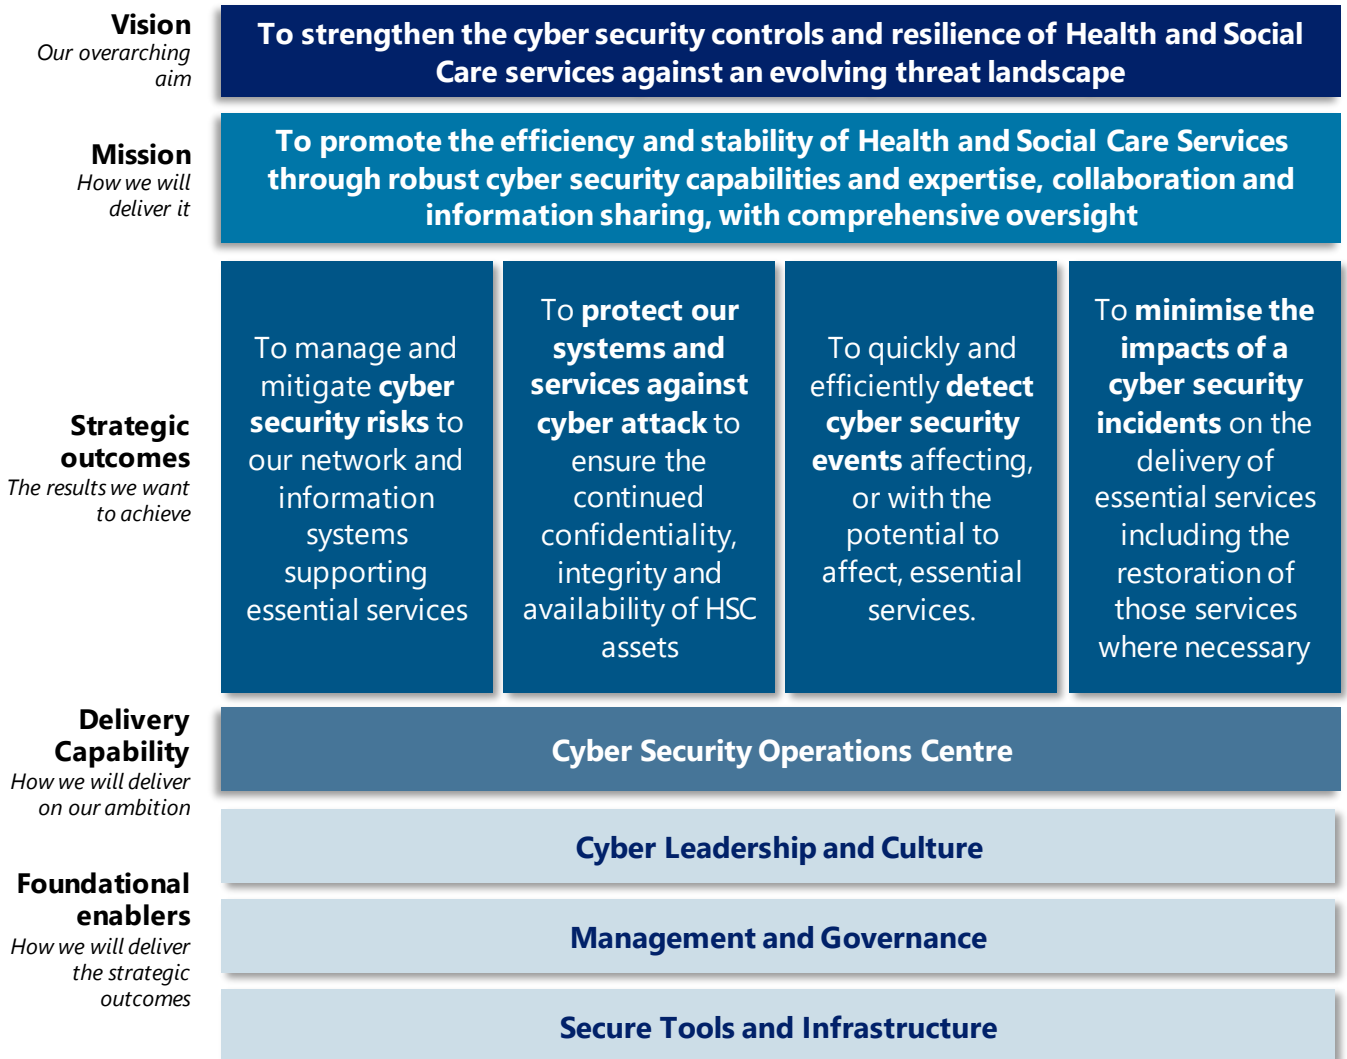 Vision
Our overarching
aim
To strengthen the cyber security controls and resilience of Health and Social
Care services against an evolving threat landscape
Mission
How we will
deliver it
To promote the efficiency and stability of Health and Social Care Services
through robust cyber security capabilities and expertise, collaboration and
information sharing, with comprehensive oversight
Strategic
outcomes
The results we want
to achieve
To manage and
mitigate cyber
security risks to
our network and
information
systems
supporting
essential services
To protect our
systems and
services against
cyber attack to
ensure the
continued
confidentiality,
integrity and
availability of HSC
assets
To quickly and
efficiently detect
cyber security
events affecting,
or with the
potential to
affect, essential
services.
To minimise the
impacts of a
cyber security
incidents on the
delivery of
essential services
including the
restoration of
those services
where necessary
Delivery
Capability
How we will deliver
on our ambition
Cyber Security Operations Centre
Foundational
enablers
How we will deliver
the strategic
outcomes
Cyber Leadership and Culture
Management and Governance
Secure Tools and Infrastructure